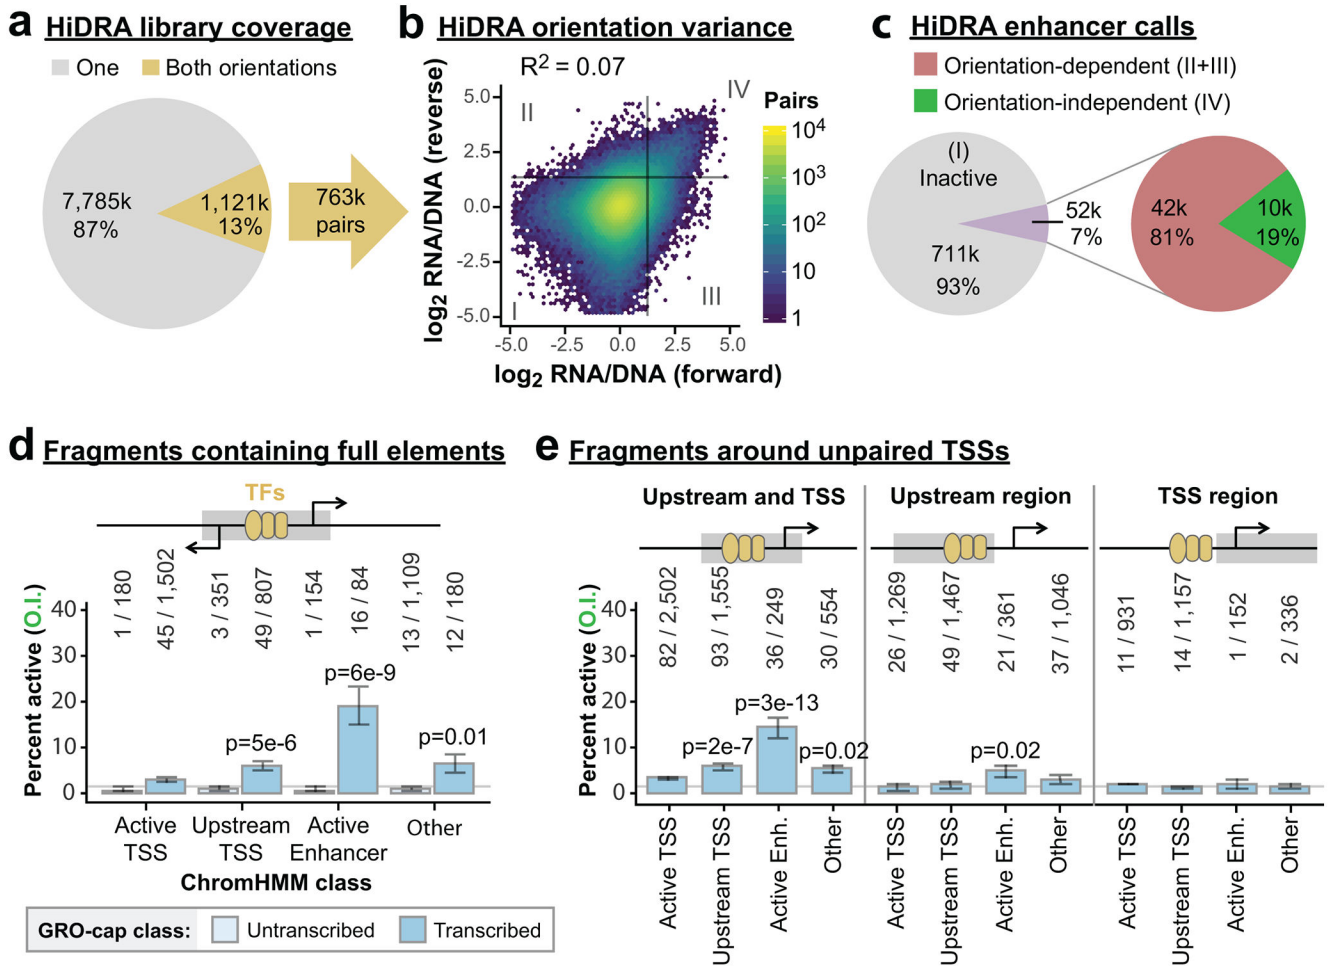 a HiDRA library coverage
One
Both orientations
7,785k
87%
1,121k
13%
763k
pairs
b HiDRA orientation variance
R2 = 0.07
log2 RNA/DNA (reverse)
5.0
2.5
0.0
-2.5
-5.0
II
IV
I
III
-5.0 -2.5 0.0 2.5 5.0
log2 RNA/DNA (forward)
Pairs
10^4
10^3
10^2
10
1
c HiDRA enhancer calls
Orientation-dependent (II+III)
Orientation-independent (IV)
(I)
Inactive
711k
93%
52k
7%
42k
81%
10k
19%
d Fragments containing full elements
TFs
1 / 180
45 / 1,502
3 / 351
49 / 807
1 / 154
16 / 84
13 / 1,109
12 / 180
Percent active (O.I.)
40
30
20
10
0
p=5e-6
p=6e-9
p=0.01
Active TSS
Upstream TSS
Active Enhancer
Other
ChromHMM class
GRO-cap class:
Untranscribed
Transcribed
e Fragments around unpaired TSSs
Upstream and TSS
Upstream region
TSS region
82 / 2,502
93 / 1,555
36 / 249
30 / 554
26 / 1,269
49 / 1,467
21 / 361
37 / 1,046
11 / 931
14 / 1,157
1 / 152
2 / 336
Percent active (O.I.)
40
30
20
10
0
p=2e-7
p=3e-13
p=0.02
p=0.02
Active TSS
Upstream TSS
Active Enh.
Other
Active TSS
Upstream TSS
Active Enh.
Other
Active TSS
Upstream TSS
Active Enh.
Other